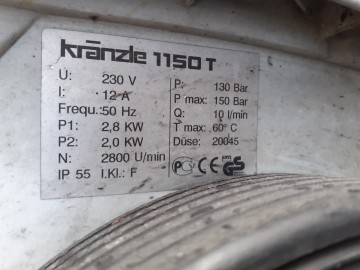 Kränzle 1150 T
U: 230 V
I: 12 A
Frequ.: 50 Hz
P1: 2,8 KW
P2: 2,0 KW
N: 2800 U/min
IP 55 I.Kl.: F
P: 130 Bar
P max: 150 Bar
Q: 10 l/min
T max: 60° C
Düse: 20045
CE GS